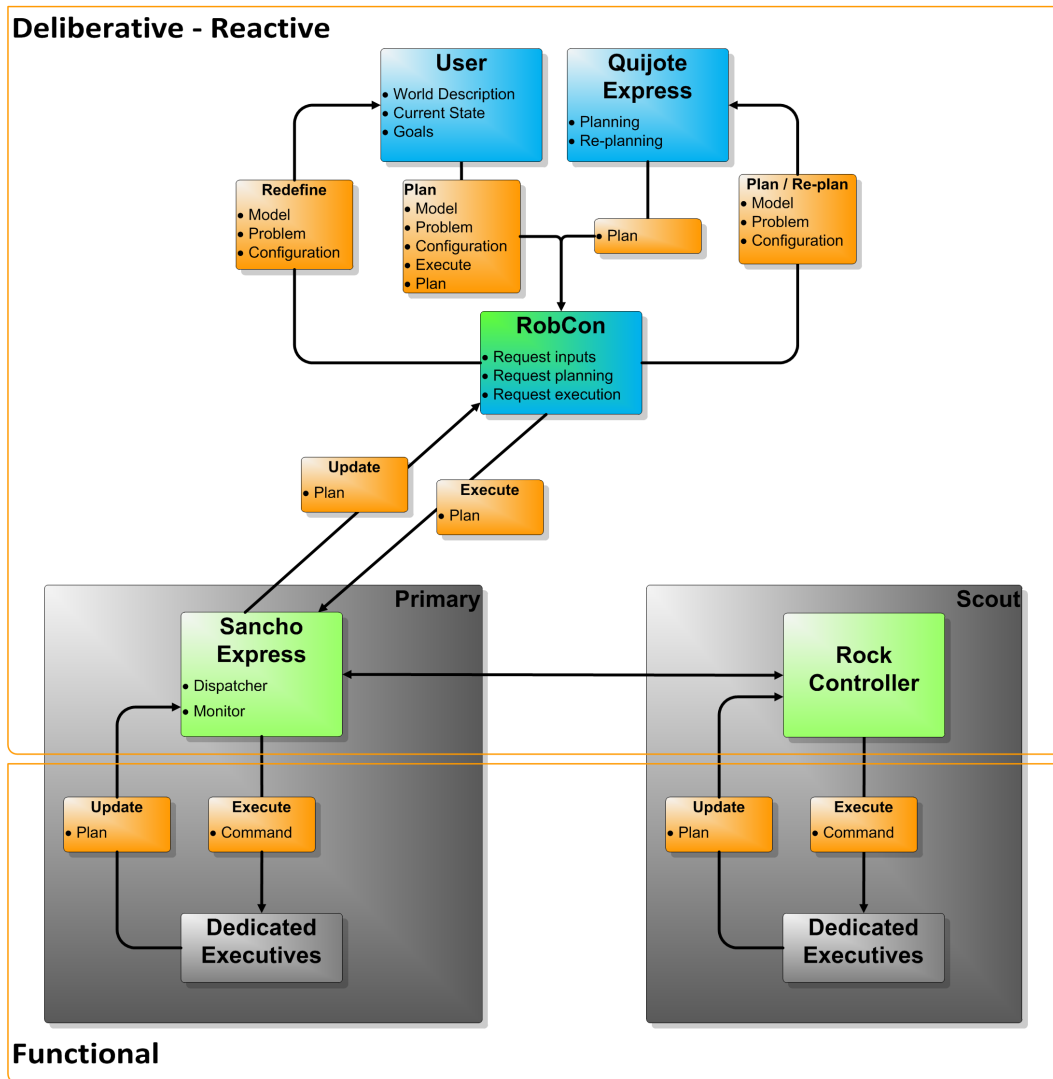 Deliberative - Reactive
User
• World Description
• Current State
• Goals
Quijote
Express
• Planning
• Re-planning
Redefine
• Model
• Problem
• Configuration
Plan
• Model
• Problem
• Configuration
• Execute
• Plan
• Plan
Plan / Re-plan
• Model
• Problem
• Configuration
RobCon
• Request inputs
• Request planning
• Request execution
Update
• Plan
Execute
• Plan
Primary
Sancho
Express
• Dispatcher
• Monitor
Scout
Rock
Controller
Update
• Plan
Execute
• Command
Update
• Plan
Execute
• Command
Dedicated
Executives
Dedicated
Executives
Functional